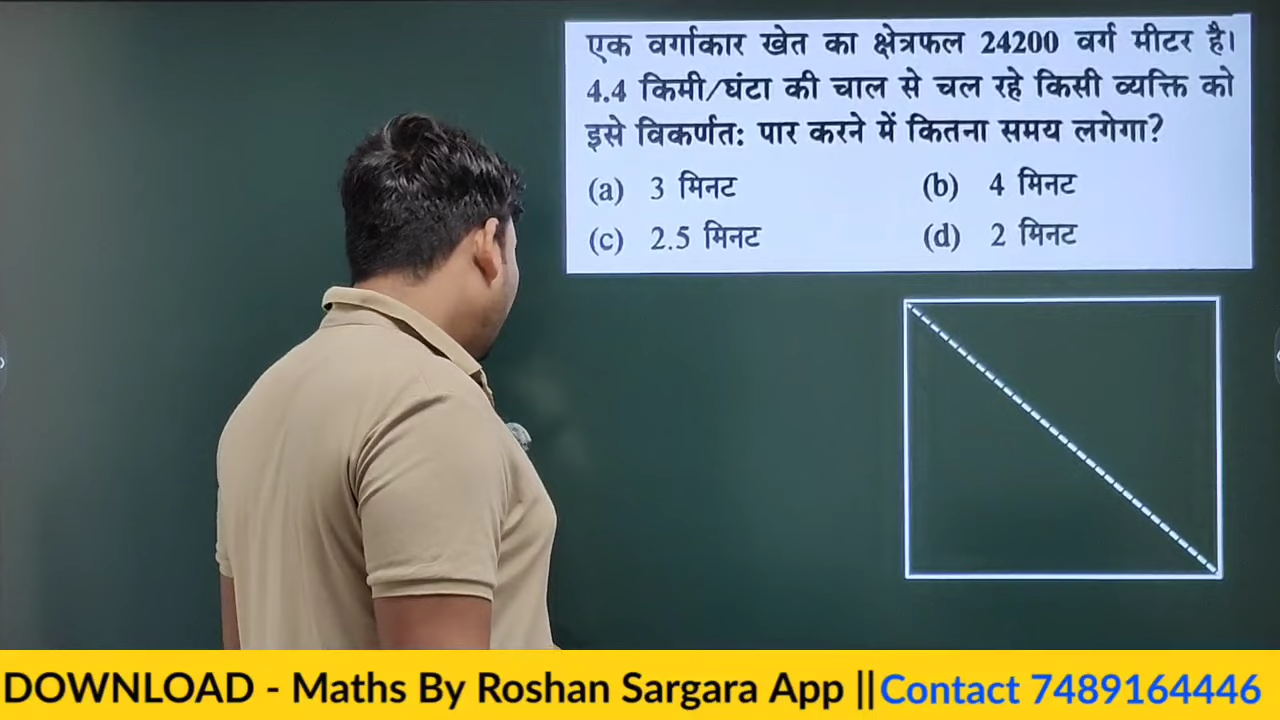 एक वर्गाकार खेत का क्षेत्रफल 24200 वर्ग मीटर है।
4.4 किमी/घंटा की चाल से चल रहे किसी व्यक्ति को
इसे विकर्णत: पार करने में कितना समय लगेगा?
(a) 3 मिनट (b) 4 मिनट
(c) 2.5 मिनट (d) 2 मिनट
DOWNLOAD - Maths By Roshan Sargara App ||Contact 7489164446